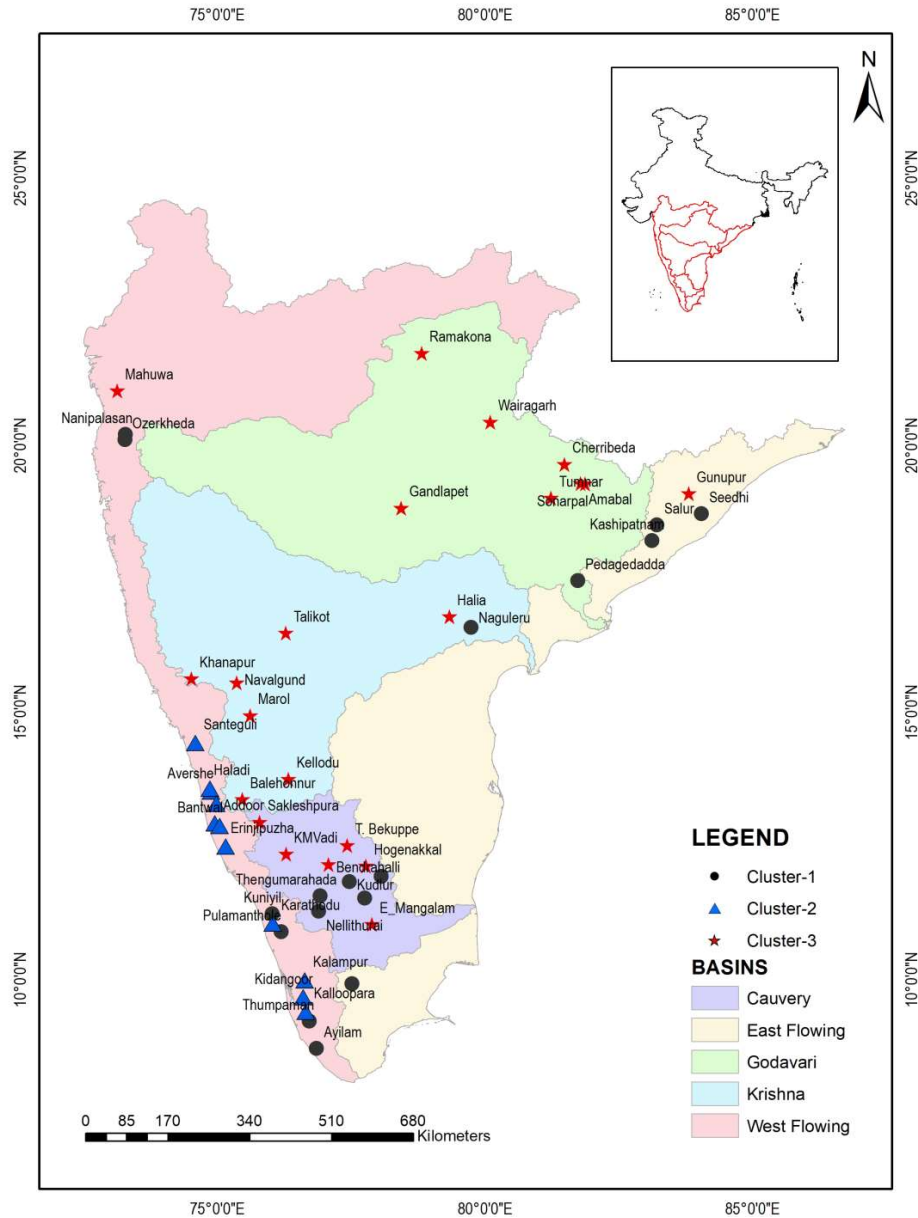 75°0'0"E 80°0'0"E 85°0'0"E
N
25°0'0"N 25°0'0"N
Ramakona
Mahuwa
Wairagarh
Nanipalasan Ozerkheda
20°0'0"N 20°0'0"N
Cherribeda
Tumnar
Gunupur
Gandlapet
Sonarpal Amabal
Seedhi
Salur
Kashipatnam
Pedagedadda
Talikot
Halia
Naguleru
Khanapur
Navalgund
Marol
15°0'0"N 15°0'0"N
Santeguli
Kellodu
Haladi
Avershe
Balehonnur
Bantwal
Addoor Sakleshpura
Erinjipuzha
KMVadi
T. Bekuppe
Hogenakkal
Bendrahalli
Thengumarahada
Kudlur
Kuniyil
Karathodu
E_Mangalam
Pulamanthole
Nellithurai
Kalampur
10°0'0"N 10°0'0"N
Kidangoor
Kalloopara
Thumpaman
Ayilam
LEGEND
Cluster-1
Cluster-2
Cluster-3
BASINS
Cauvery
East Flowing
Godavari
Krishna
West Flowing
0 85 170 340 510 680
Kilometers
75°0'0"E 80°0'0"E 85°0'0"E